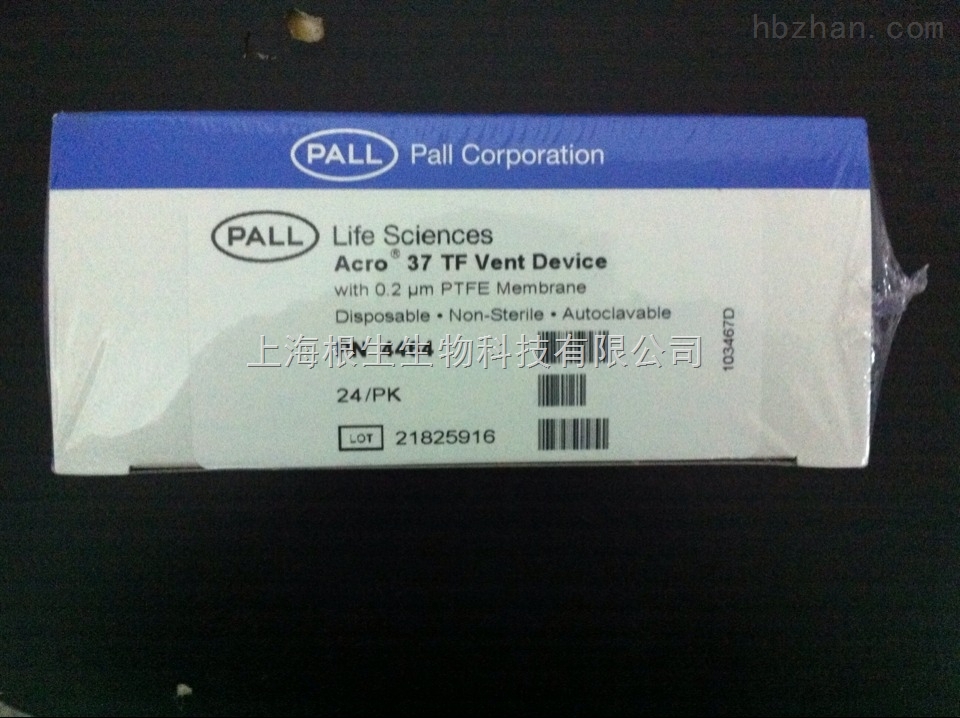 hbzhan.com
PALL Pall Corporation
PALL Life Sciences
Acro® 37 TF Vent Device
with 0.2 µm PTFE Membrane
Disposable • Non-Sterile • Autoclavable
上海根生生物科技有限公司
24/PK
LOT 21825916
103467D